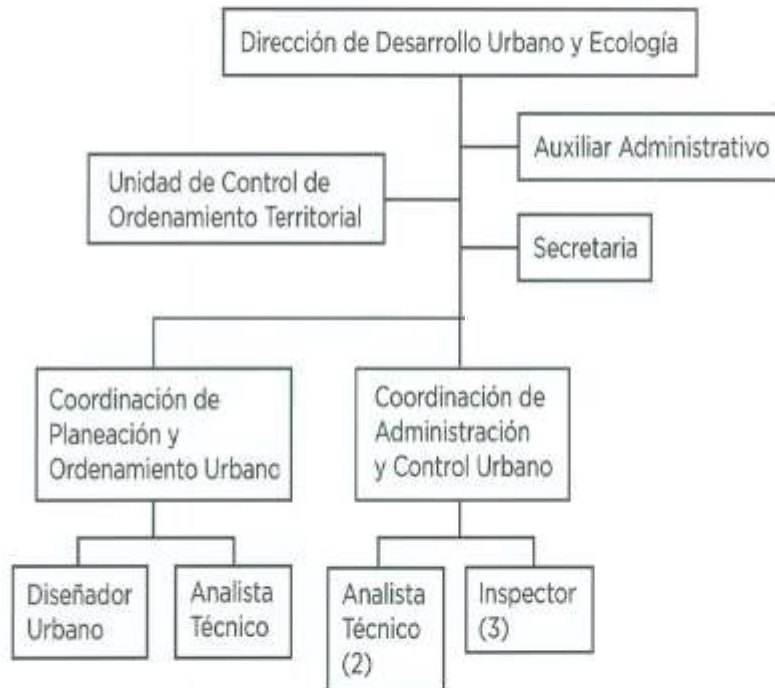 Dirección de Desarrollo Urbano y Ecología
Auxiliar Administrativo
Unidad de Control de
Ordenamiento Territorial
Secretaria
Coordinación de
Planeación y
Ordenamiento Urbano
Coordinación de
Administración
y Control Urbano
Diseñador
Urbano
Analista
Técnico
Analista
Técnico
(2)
Inspector
(3)